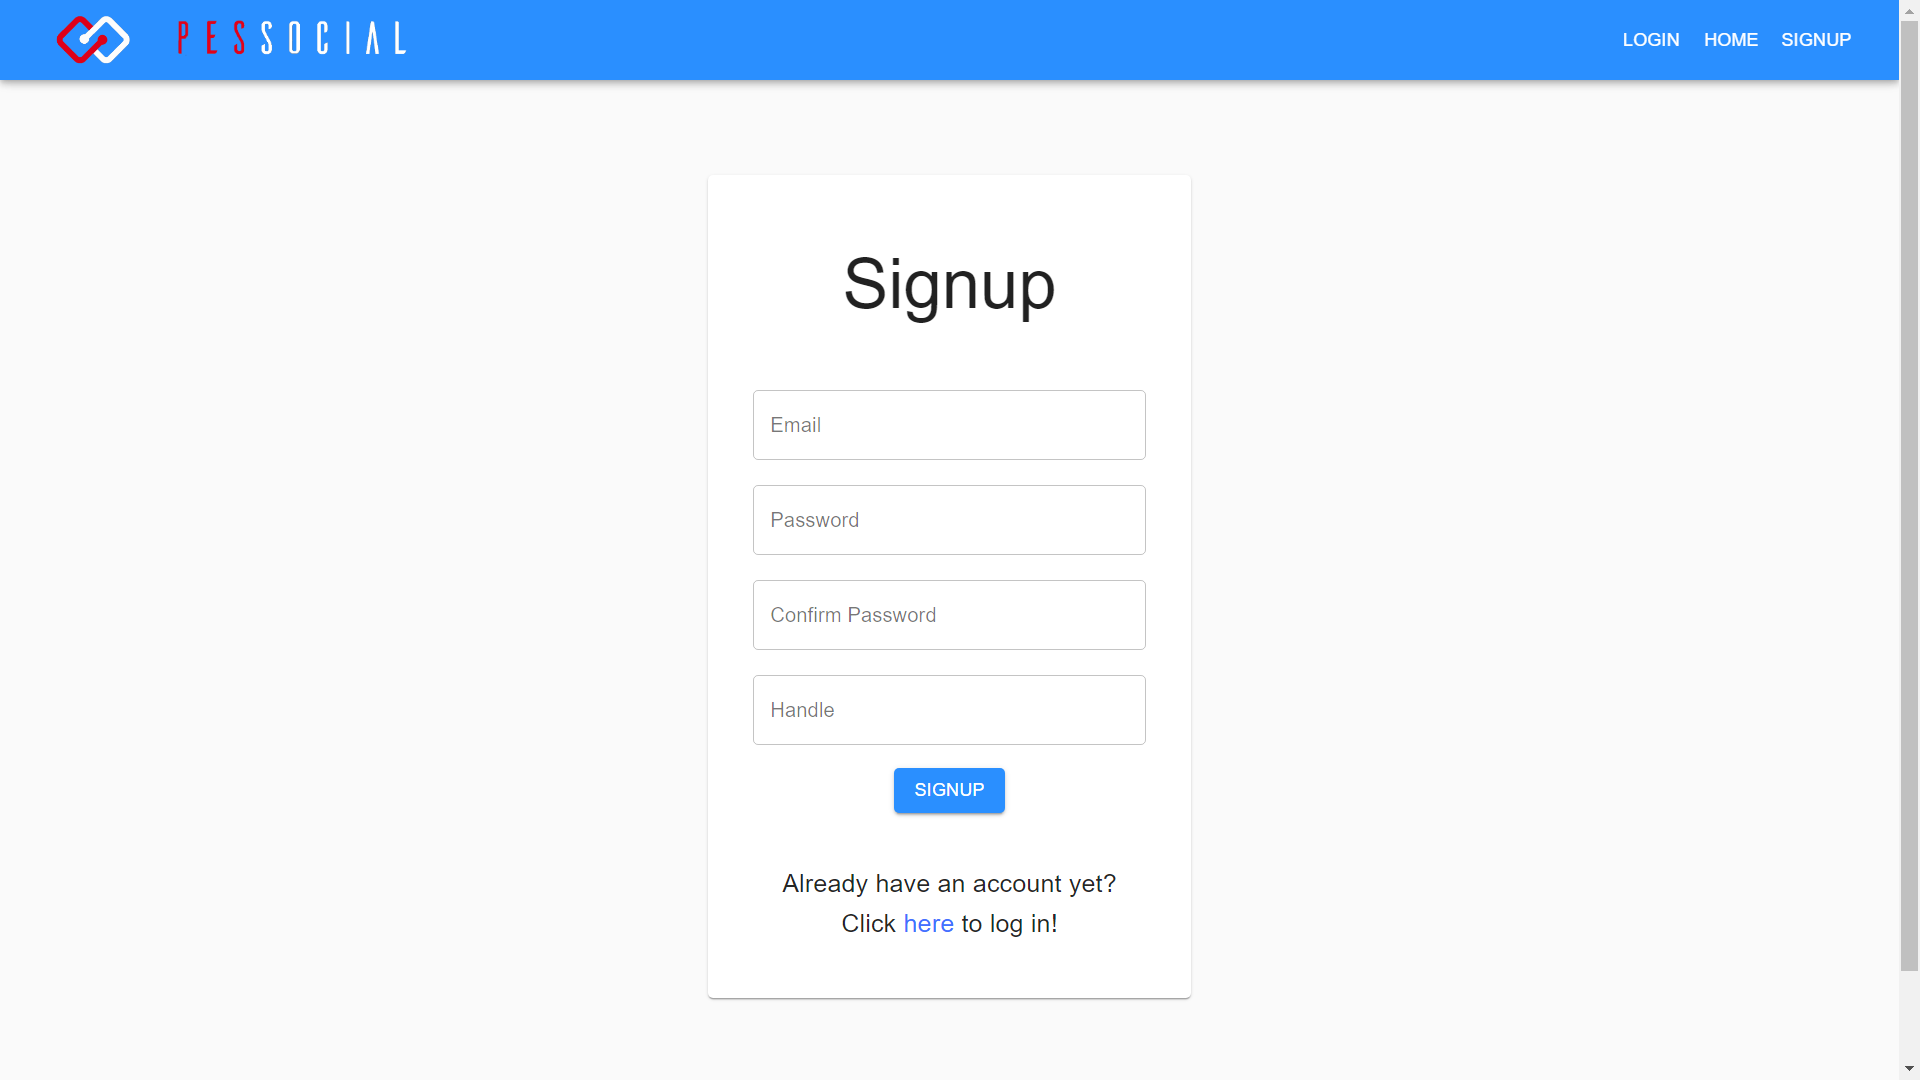 PESSOCIAL
LOGIN HOME SIGNUP
Signup
Email
Password
Confirm Password
Handle
SIGNUP
Already have an account yet?
Click here to log in!